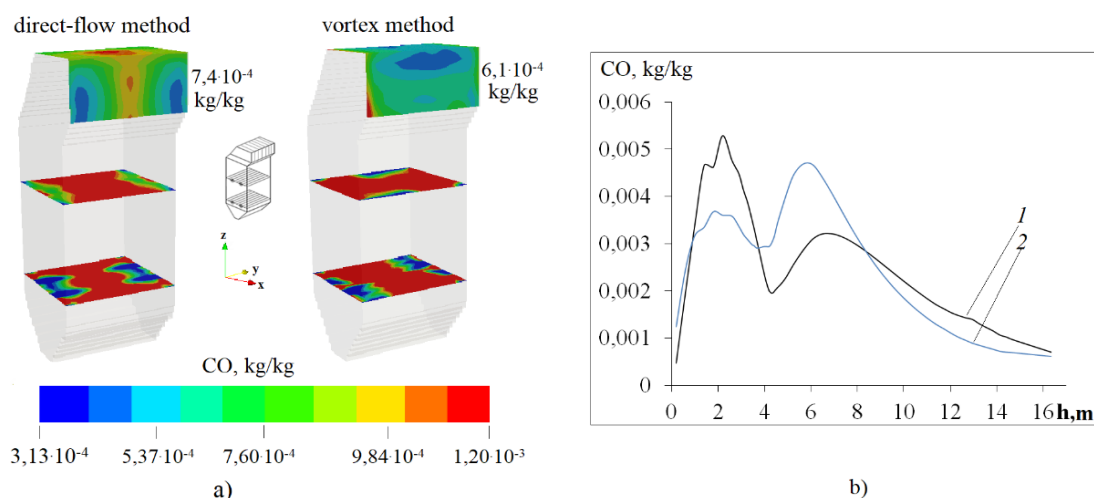 direct-flow method
vortex method
7,4·10⁻⁴
kg/kg
6,1·10⁻⁴
kg/kg
z
y
x
CO, kg/kg
3,13·10⁻⁴
5,37·10⁻⁴
7,60·10⁻⁴
9,84·10⁻⁴
1,20·10⁻³
a)
CO, kg/kg
0,006
0,005
0,004
0,003
0,002
0,001
0
1
2
0
2
4
6
8
10
12
14
16
h,m
b)